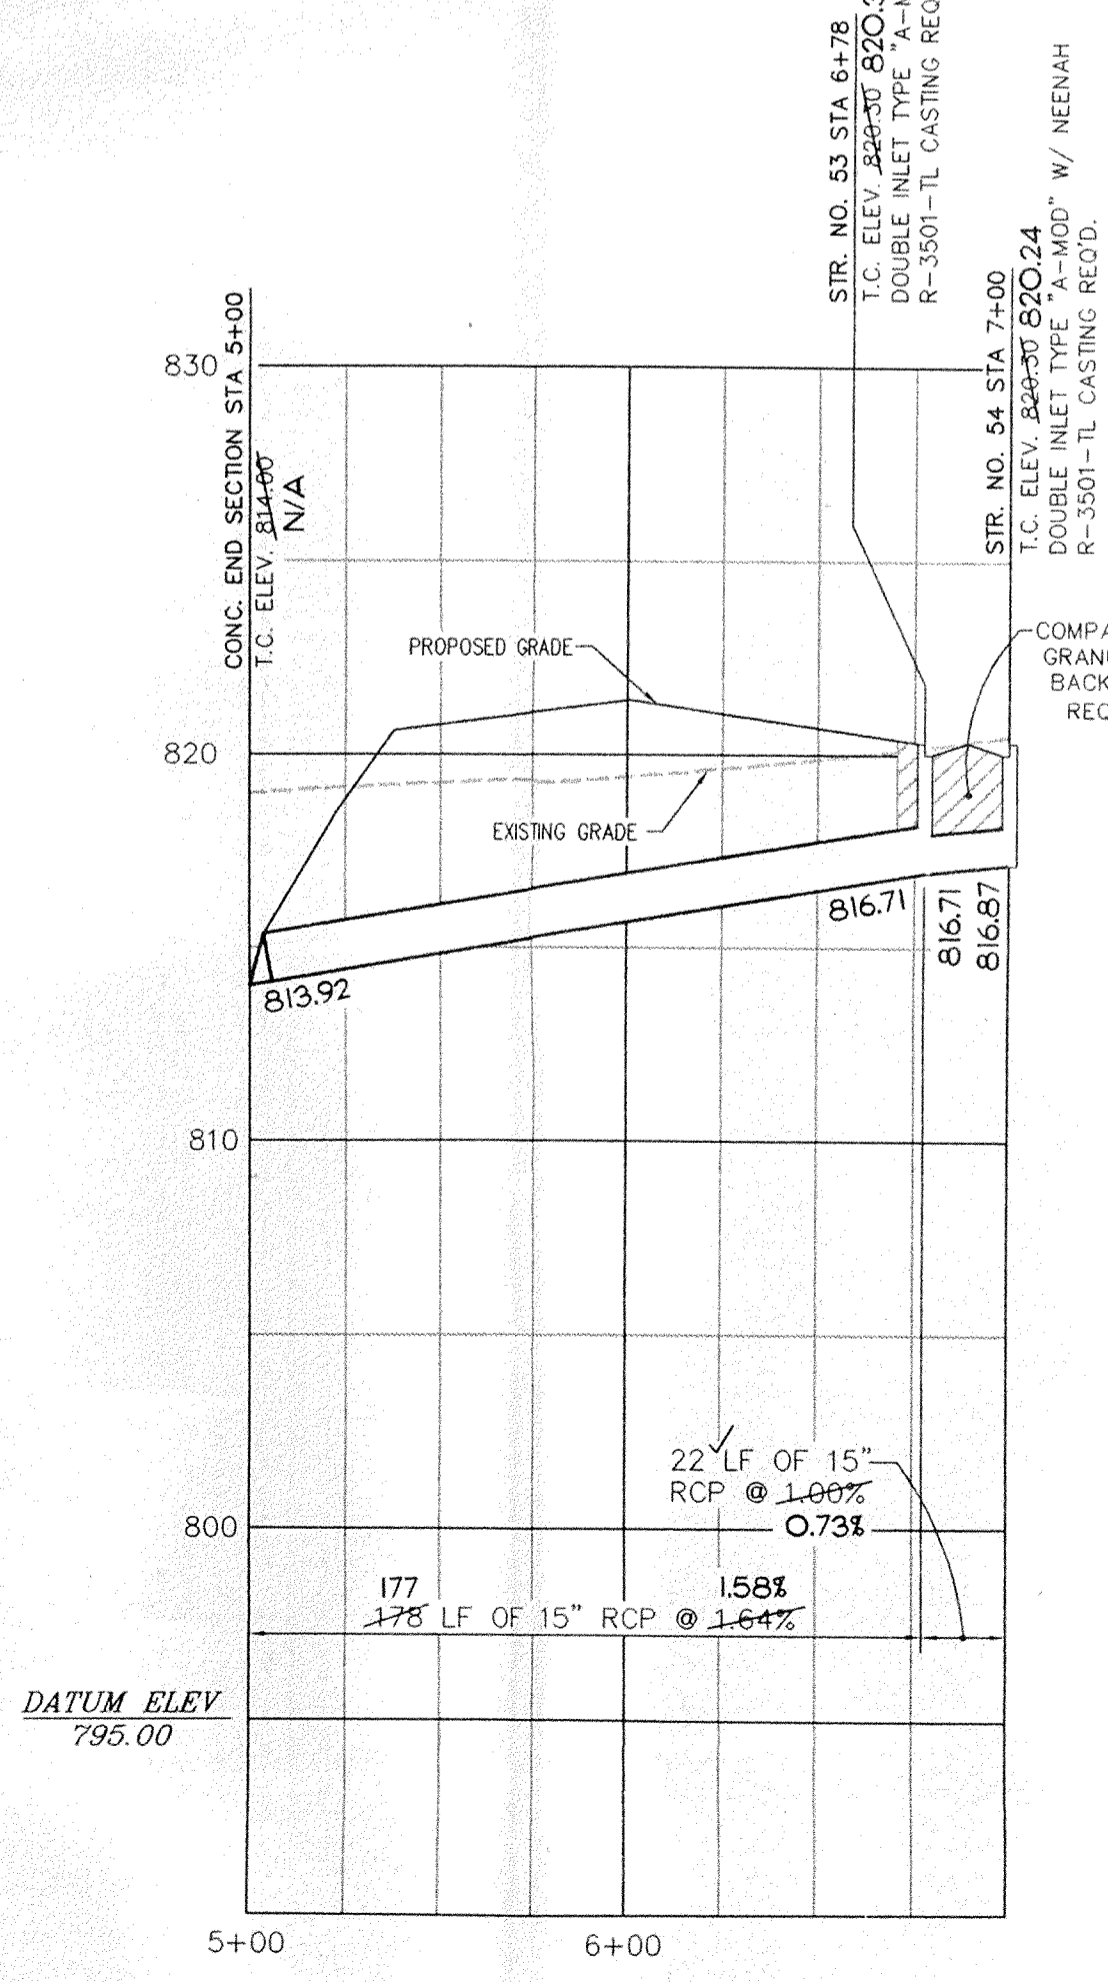 STR. NO. 53 STA 6+78
T.C. ELEV. 820.30 820.
DOUBLE INLET TYPE "A-
R-3501-TL CASTING REQ
STR. NO. 54 STA 7+00
T.C. ELEV. 820.30 820.24
DOUBLE INLET TYPE "A-MOD" W/ NEENAH
R-3501-TL CASTING REQ'D.
CONC. END SECTION STA 5+00
T.C. ELEV. 814.00
N/A
830
PROPOSED GRADE
COMPA
GRANU
BACK
REQ
820
EXISTING GRADE
816.71
816.71
816.87
813.92
810
22 LF OF 15"
RCP @ 1.00%
0.73%
800
177 1.58%
178 LF OF 15" RCP @ 1.64%
DATUM ELEV
795.00
5+00 6+00